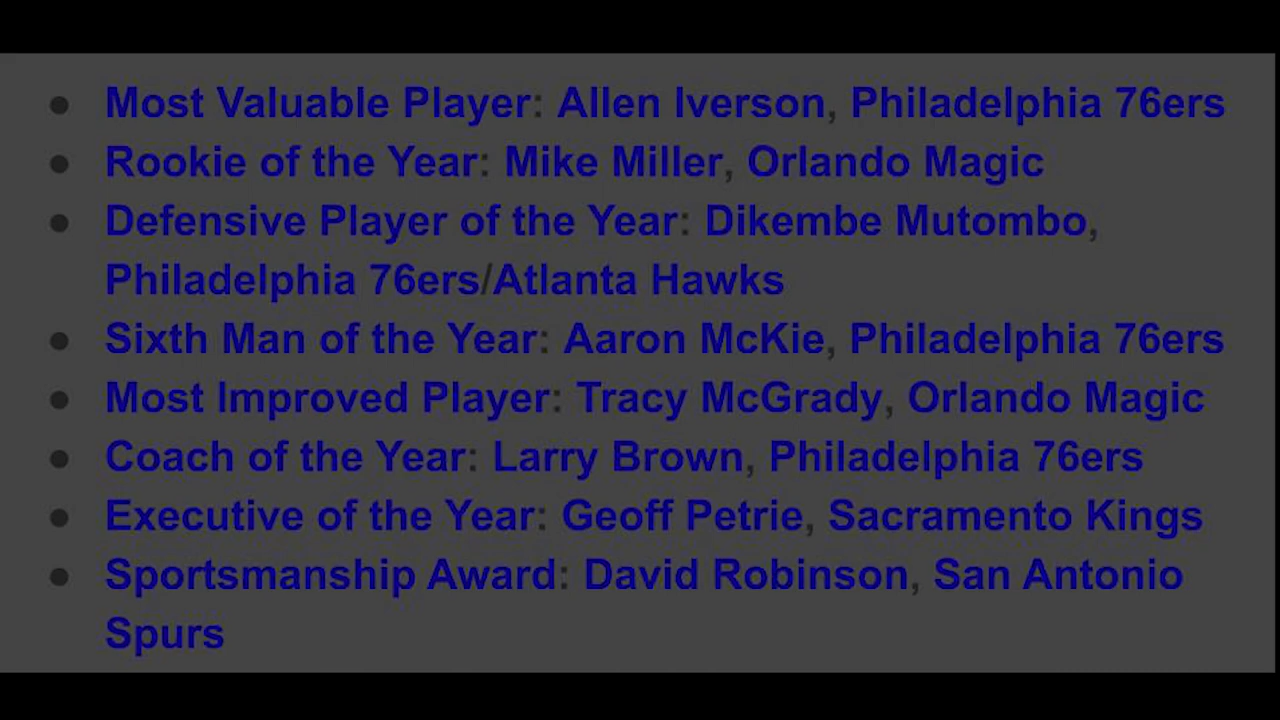 ● Most Valuable Player: Allen Iverson, Philadelphia 76ers
● Rookie of the Year: Mike Miller, Orlando Magic
● Defensive Player of the Year: Dikembe Mutombo,
Philadelphia 76ers/Atlanta Hawks
● Sixth Man of the Year: Aaron McKie, Philadelphia 76ers
● Most Improved Player: Tracy McGrady, Orlando Magic
● Coach of the Year: Larry Brown, Philadelphia 76ers
● Executive of the Year: Geoff Petrie, Sacramento Kings
● Sportsmanship Award: David Robinson, San Antonio
Spurs